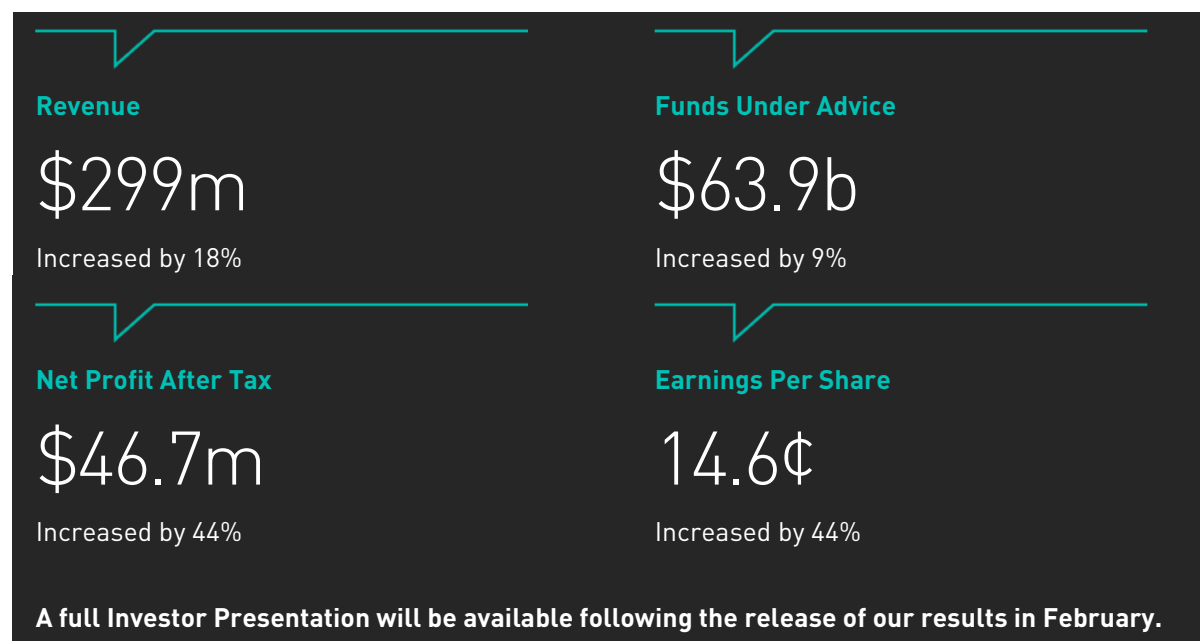 Revenue
$299m
Increased by 18%
Funds Under Advice
$63.9b
Increased by 9%
Net Profit After Tax
$46.7m
Increased by 44%
Earnings Per Share
14.6¢
Increased by 44%
A full Investor Presentation will be available following the release of our results in February.